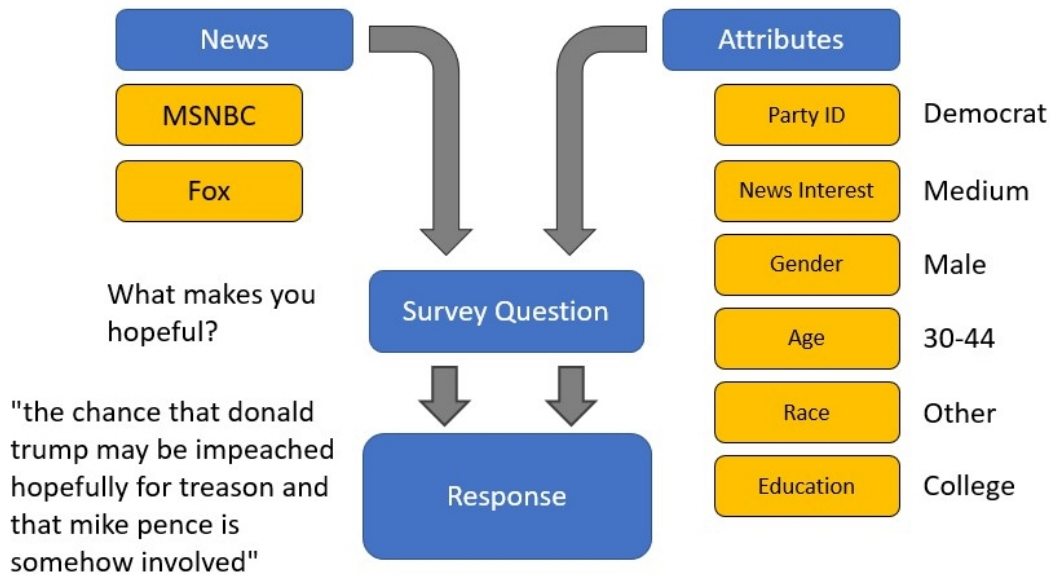 News
MSNBC
Fox
Attributes
Party ID Democrat
News Interest Medium
Gender Male
Age 30-44
Race Other
Education College
What makes you
hopeful?
Survey Question
"the chance that donald
trump may be impeached
hopefully for treason and
that mike pence is
somehow involved"
Response